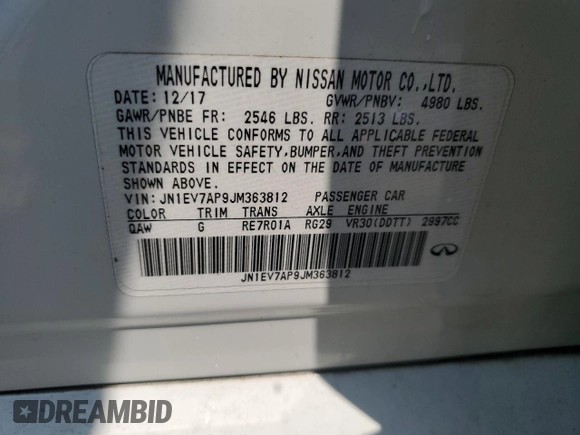 MANUFACTURED BY NISSAN MOTOR CO.,LTD.
DATE: 12/17 GVWR/PNBV: 4980 LBS.
GAWR/PNBE FR: 2546 LBS. RR: 2513 LBS.
THIS VEHICLE CONFORMS TO ALL APPLICABLE FEDERAL
MOTOR VEHICLE SAFETY, BUMPER, AND THEFT PREVENTION
STANDARDS IN EFFECT ON THE DATE OF MANUFACTURE
SHOWN ABOVE.
VIN: JN1EV7AP9JM363812 PASSENGER CAR
COLOR TRIM TRANS AXLE ENGINE
QAW G RE7R01A RG29 VR30(DDTT) 2997CC
JN1EV7AP9JM363812
DREAMBID